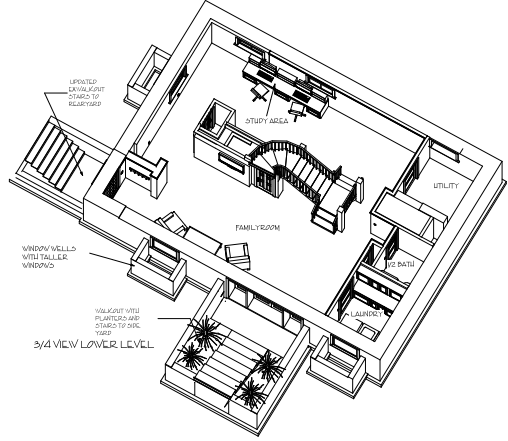 UPDATED
EXWALKOUT
STAIRS TO
REARYARD
STUDY AREA
UTILITY
FAMILYROOM
WINDOW WELLS
WITH TALLER
WINDOWS
1/2 BATH
WALKOUT WITH
PLANTERS AND
STAIRS TO SIDE
YARD
LAUNDRY
3/4 VIEW LOWER LEVEL